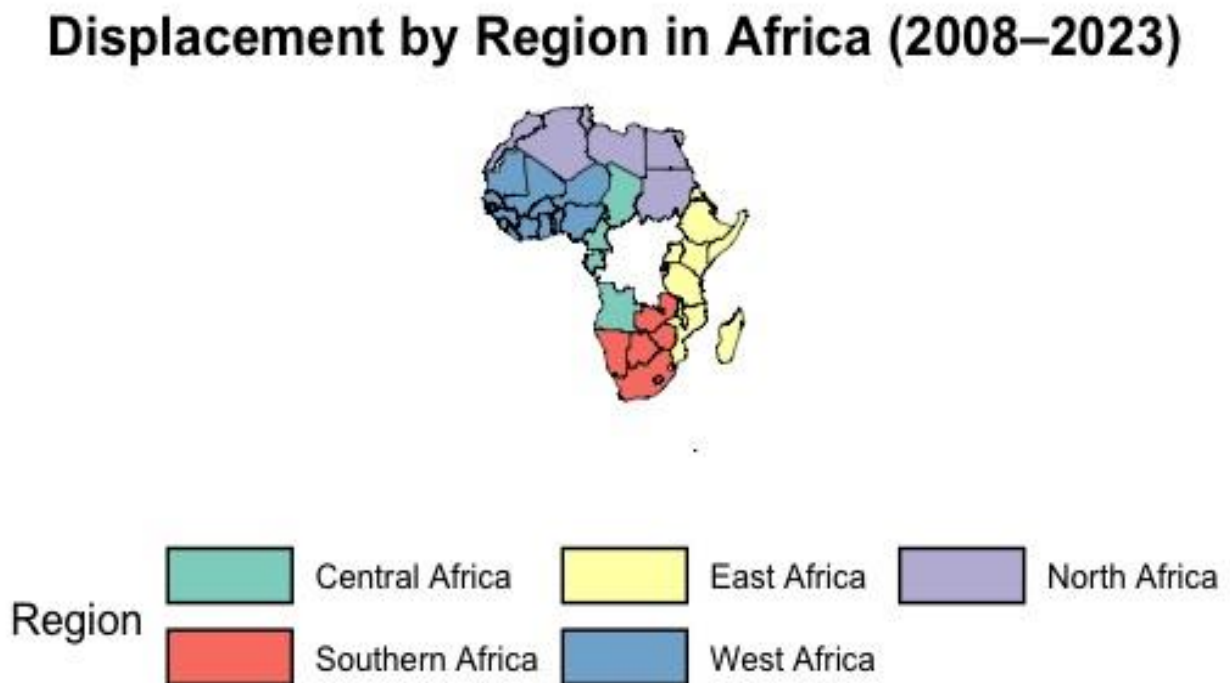 Displacement by Region in Africa (2008–2023)
Region
Central Africa
East Africa
North Africa
Southern Africa
West Africa